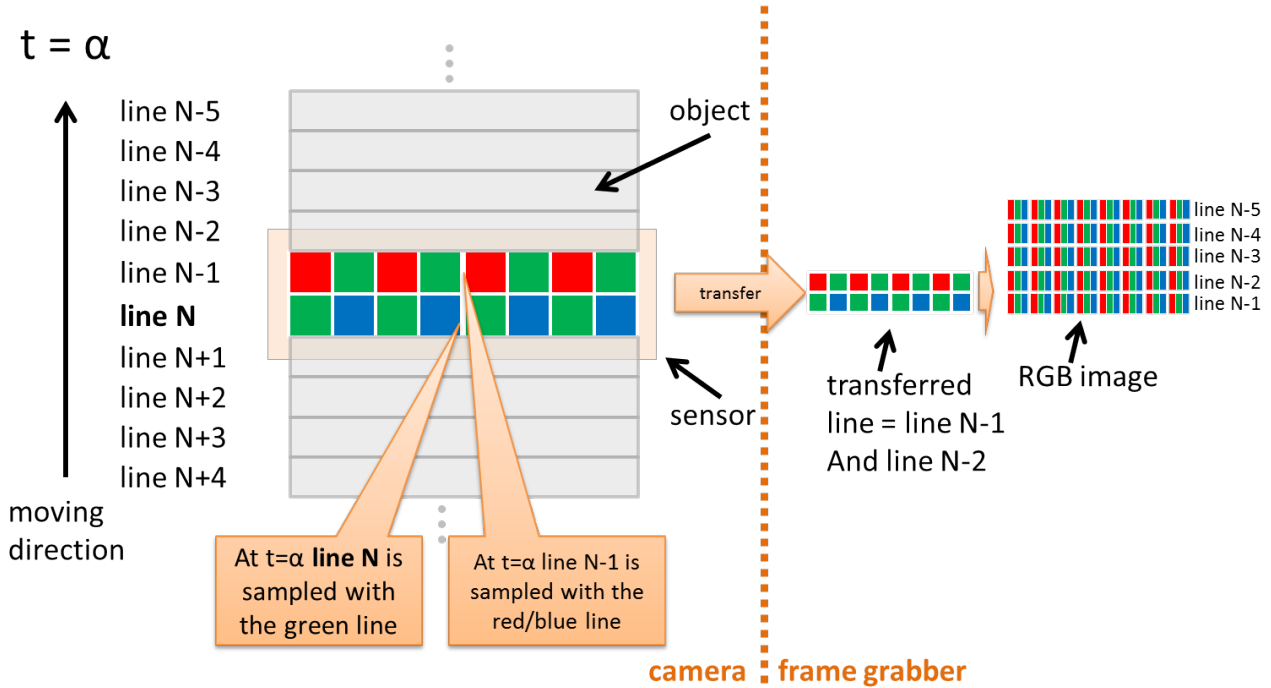 t = α
line N-5
line N-4
line N-3
line N-2
line N-1
line N
line N+1
line N+2
line N+3
line N+4
moving
direction
object
sensor
At t=α line N is
sampled with
the green line
At t=α line N-1 is
sampled with the
red/blue line
transfer
transferred
line = line N-1
And line N-2
line N-5
line N-4
line N-3
line N-2
line N-1
RGB image
camera
frame grabber